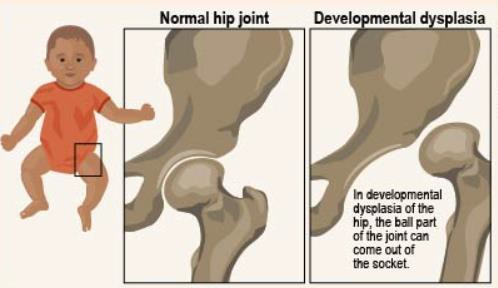 Normal hip joint
Developmental dysplasia
In developmental
dysplasia of the
hip, the ball part
of the joint can
come out of
the socket.